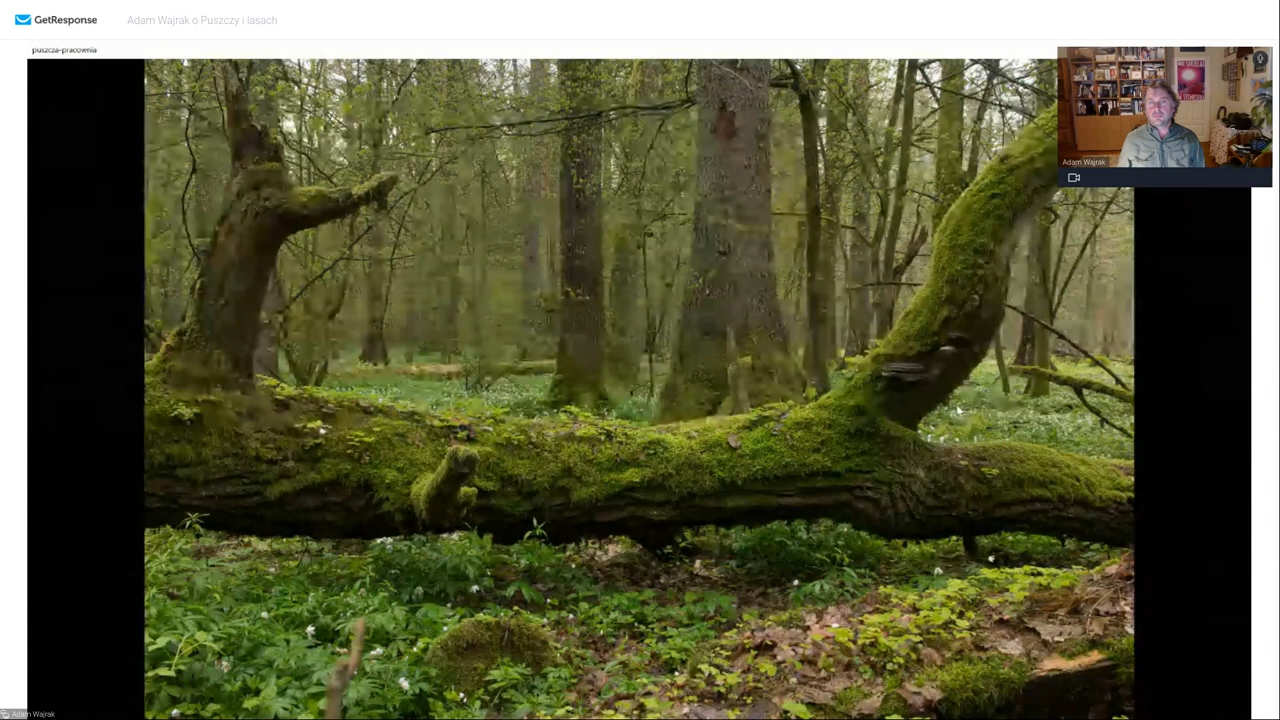 GetResponse
Adam Wajrak o Puszczy i lasach
puszcza-pracownia
Adam Wajrak
Adam Wajrak